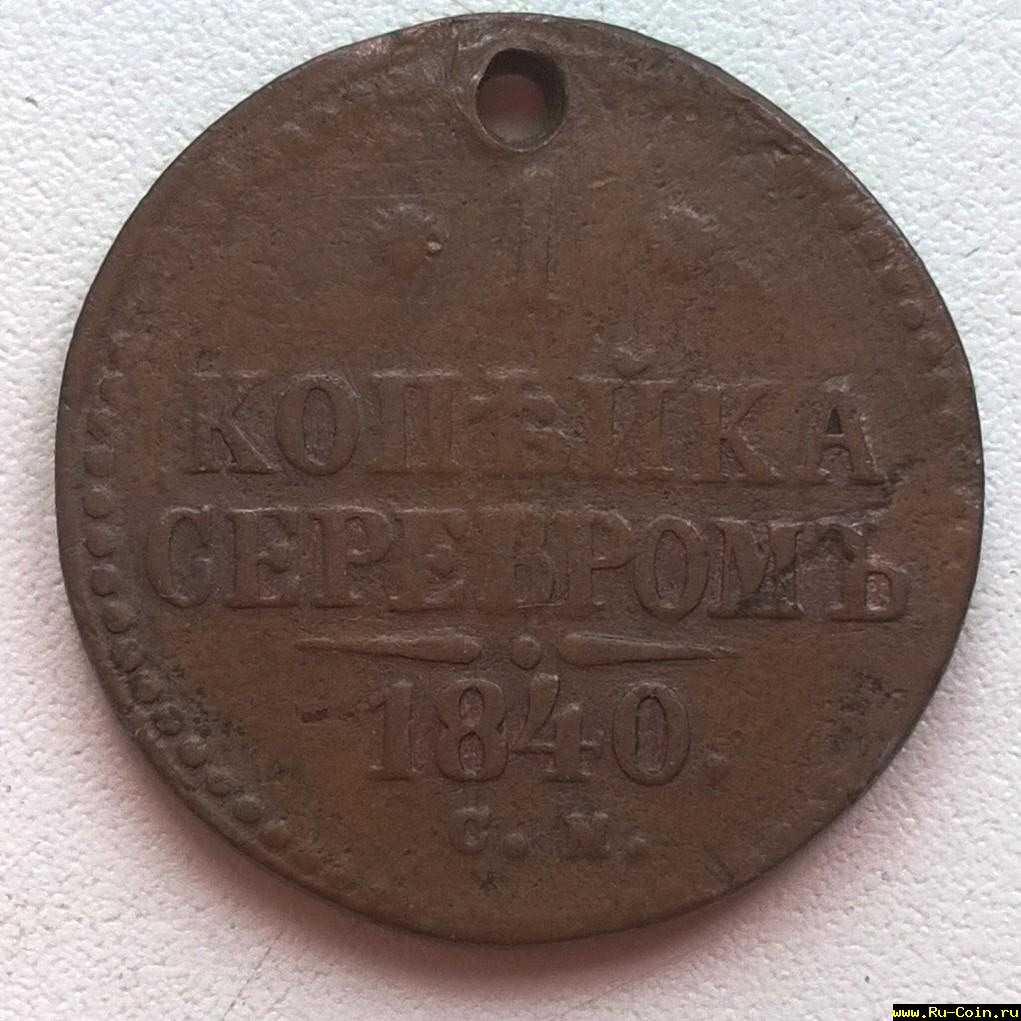 1
КОПѢЙКА
СЕРЕБРОМЪ
1840.
С. М.
www.Ru-Coin.ru